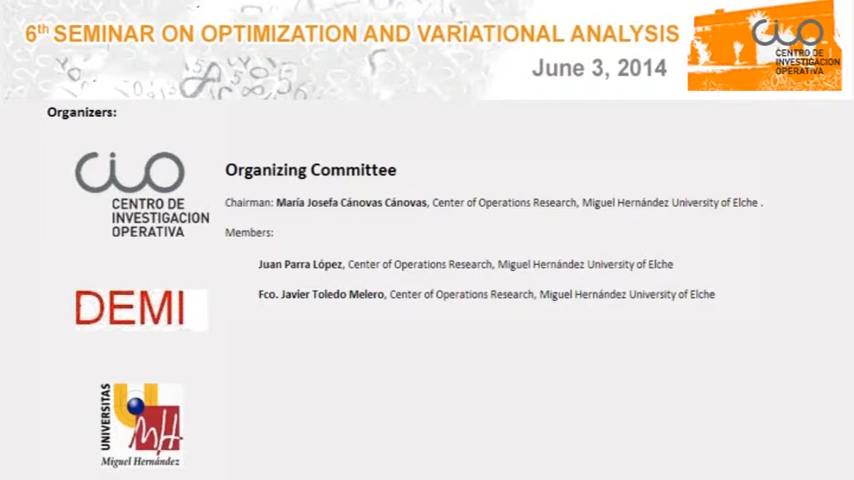 6th SEMINAR ON OPTIMIZATION AND VARIATIONAL ANALYSIS
June 3, 2014
CIO
CENTRO DE
INVESTIGACION
OPERATIVA
Organizers:
CIO
CENTRO DE
INVESTIGACION
OPERATIVA
Organizing Committee
Chairman: María Josefa Cánovas Cánovas, Center of Operations Research, Miguel Hernández University of Elche .
Members:
Juan Parra López, Center of Operations Research, Miguel Hernández University of Elche
Fco. Javier Toledo Melero, Center of Operations Research, Miguel Hernández University of Elche
DEMI
UNIVERSITAS
MH
Miguel Hernández